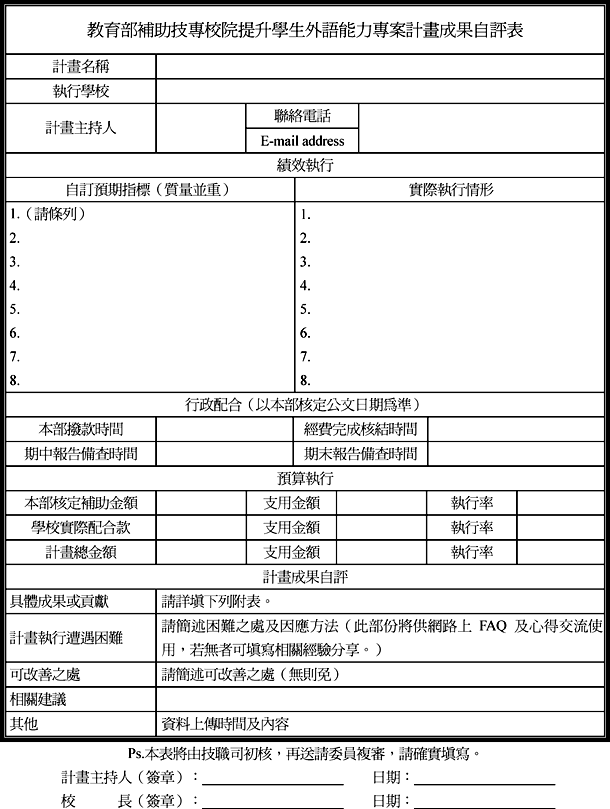 教育部補助技專校院提升學生外語能力專案計畫成果自評表
計畫名稱
執行學校
計畫主持人
聯絡電話
E-mail address
績效執行
自訂預期指標（質量並重） 實際執行情形
1.（請條列） 1.
2. 2.
3. 3.
4. 4.
5. 5.
6. 6.
7. 7.
8. 8.
行政配合（以本部核定公文日期為準）
本部撥款時間 經費完成核結時間
期中報告備查時間 期末報告備查時間
預算執行
本部核定補助金額 支用金額 執行率
學校實際配合款 支用金額 執行率
計畫總金額 支用金額 執行率
計畫成果自評
具體成果或貢獻 請詳填下列附表。
計畫執行遭遇困難 請簡述困難之處及因應方法（此部份將供網路上 FAQ 及心得交流使
用，若無者可填寫相關經驗分享。）
可改善之處 請簡述可改善之處（無則免）
相關建議
其他 資料上傳時間及內容
Ps.本表將由技職司初核，再送請委員複審，請確實填寫。
計畫主持人（簽章）： 日期：
校 長（簽章）： 日期：